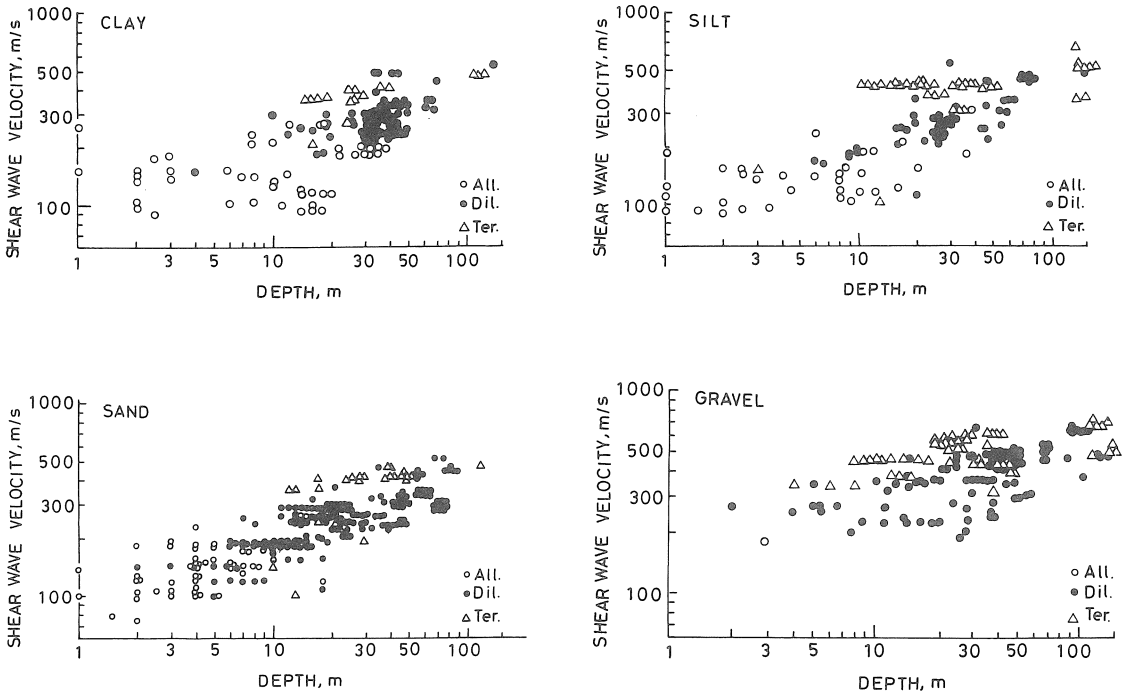 CLAY
SHEAR WAVE VELOCITY, m/s
1000
500
300
100
All.
Dil.
Ter.
1 3 5 10 30 50 100
DEPTH, m
SILT
SHEAR WAVE VELOCITY, m/s
1000
500
300
100
All.
Dil.
Ter.
1 3 5 10 30 50 100
DEPTH, m
SAND
SHEAR WAVE VELOCITY, m/s
1000
500
300
100
All.
Dil.
Ter.
1 3 5 10 30 50 100
DEPTH, m
GRAVEL
SHEAR WAVE VELOCITY, m/s
1000
500
300
100
All.
Dil.
Ter.
1 3 5 10 30 50 100
DEPTH, m